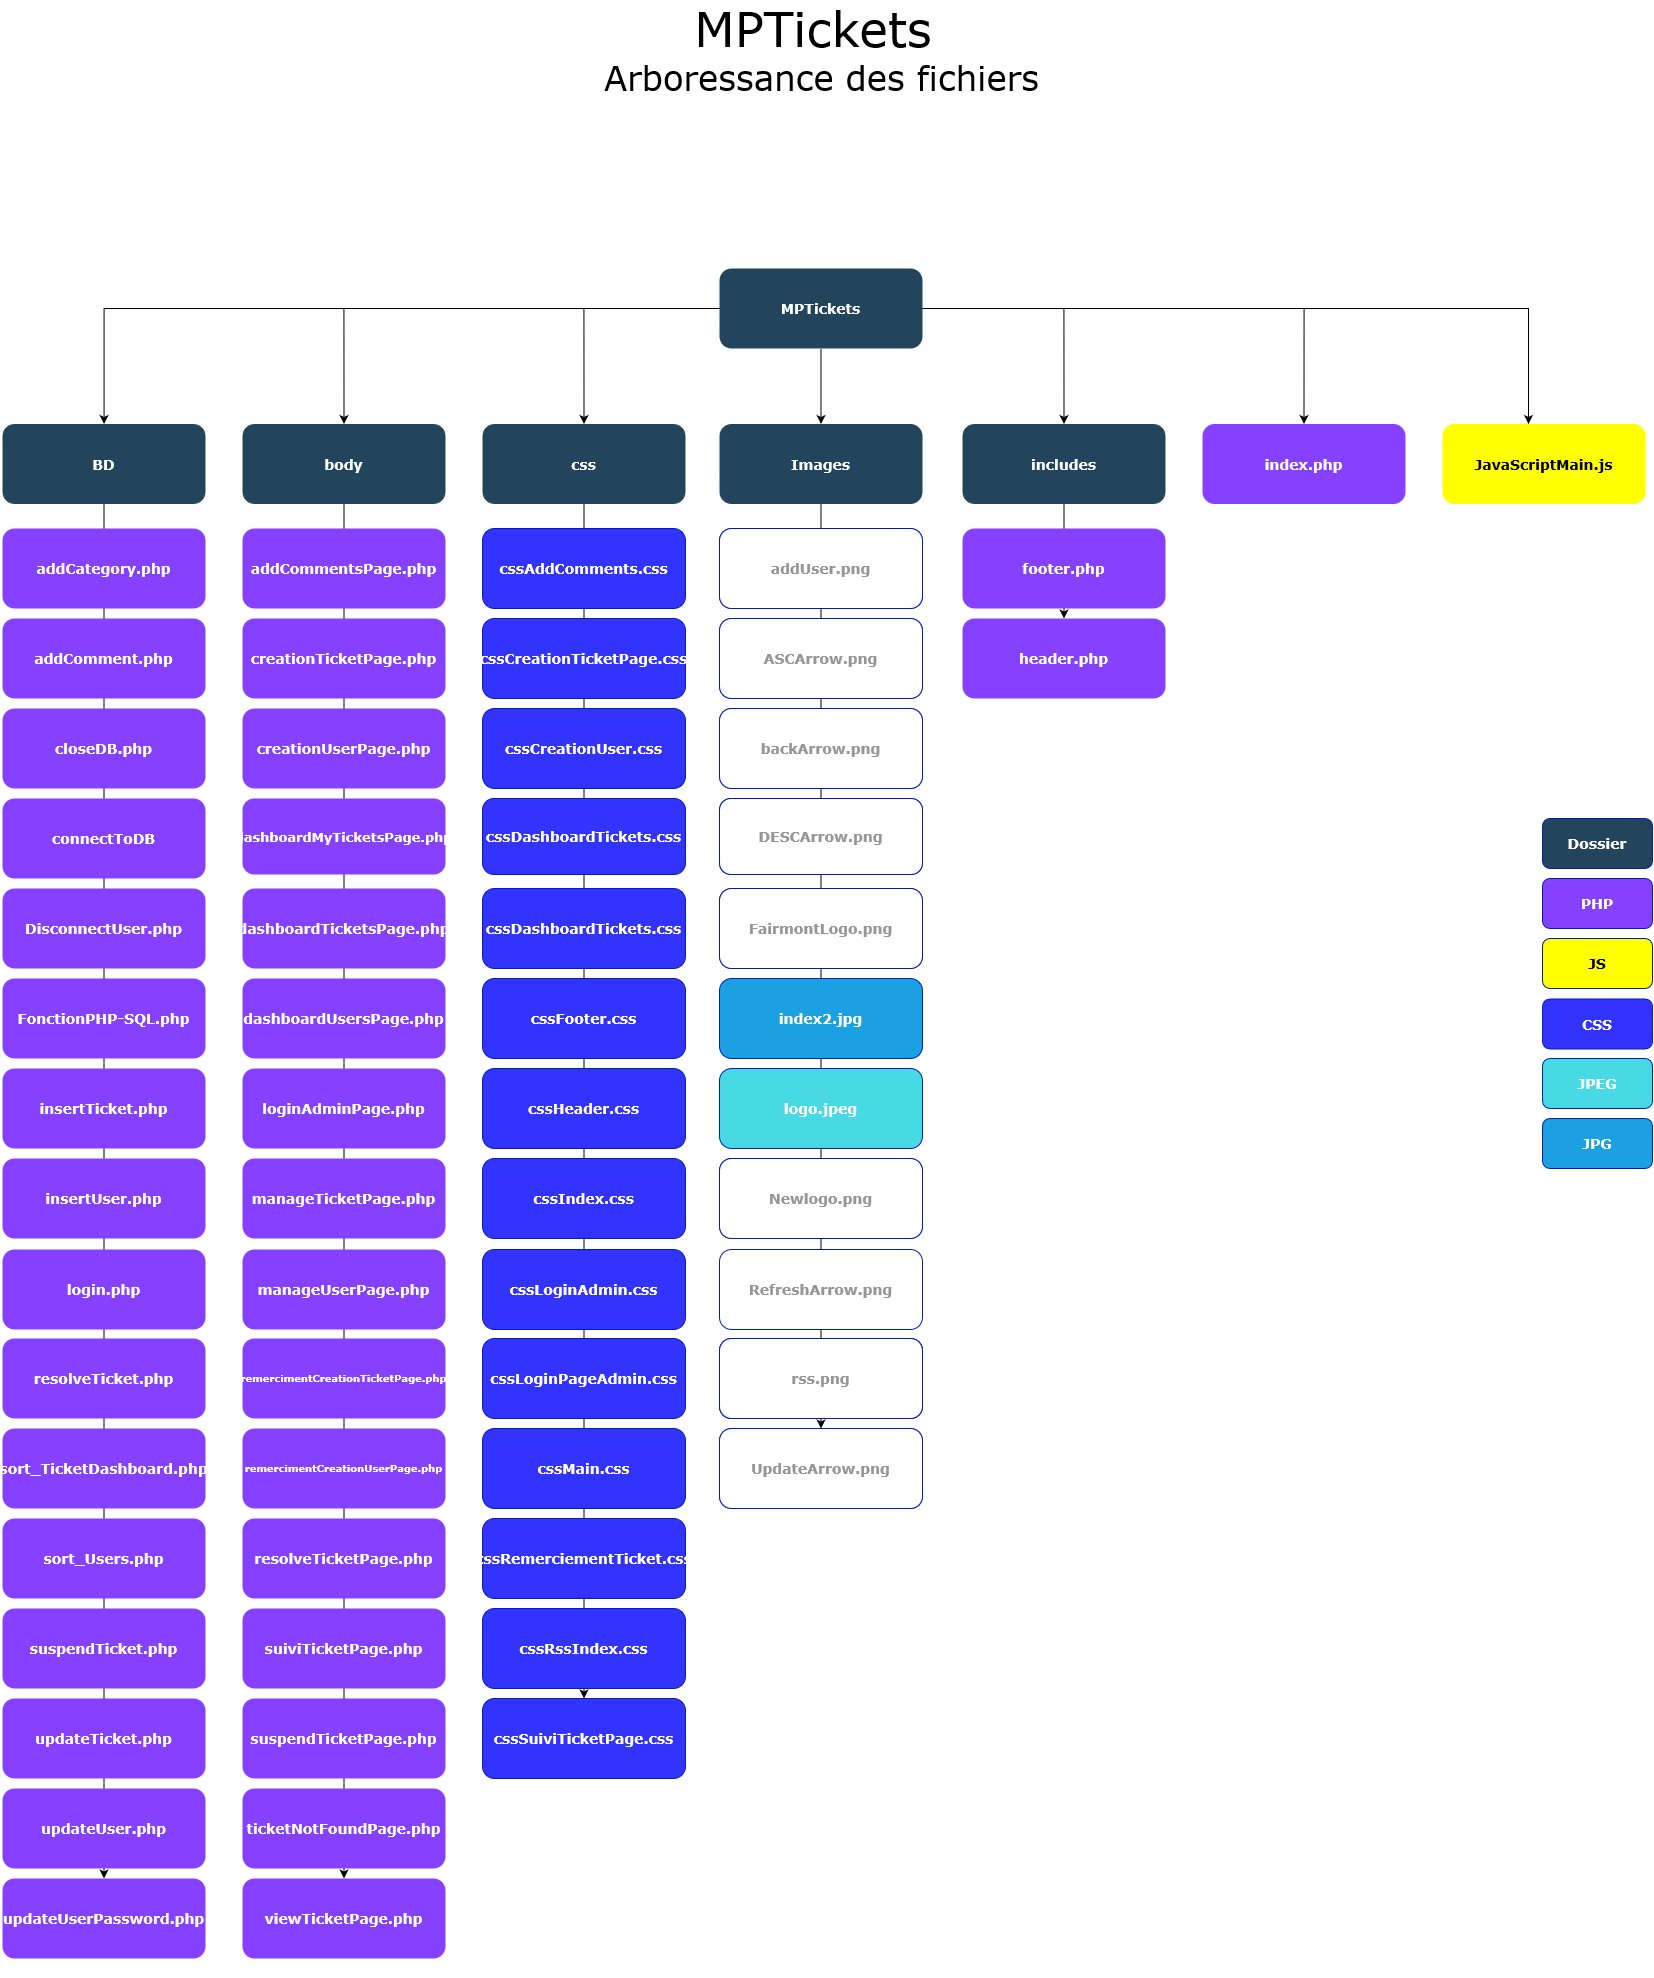 MPTickets
Arboressance des fichiers
MPTickets
BD
body
css
Images
includes
index.php
JavaScriptMain.js
addCategory.php
addComment.php
closeDB.php
connectToDB
DisconnectUser.php
FonctionPHP-SQL.php
insertTicket.php
insertUser.php
login.php
resolveTicket.php
sort_TicketDashboard.php
sort_Users.php
suspendTicket.php
updateTicket.php
updateUser.php
updateUserPassword.php
addCommentsPage.php
creationTicketPage.php
creationUserPage.php
dashboardMyTicketsPage.php
dashboardTicketsPage.php
dashboardUsersPage.php
loginAdminPage.php
manageTicketPage.php
manageUserPage.php
remercimentCreationTicketPage.php
remercimentCreationUserPage.php
resolveTicketPage.php
suiviTicketPage.php
suspendTicketPage.php
ticketNotFoundPage.php
viewTicketPage.php
cssAddComments.css
cssCreationTicketPage.css
cssCreationUser.css
cssDashboardTickets.css
cssDashboardTickets.css
cssFooter.css
cssHeader.css
cssIndex.css
cssLoginAdmin.css
cssLoginPageAdmin.css
cssMain.css
cssRemerciementTicket.css
cssRssIndex.css
cssSuiviTicketPage.css
addUser.png
ASCArrow.png
backArrow.png
DESCArrow.png
FairmontLogo.png
index2.jpg
logo.jpeg
Newlogo.png
RefreshArrow.png
rss.png
UpdateArrow.png
footer.php
header.php
Dossier
PHP
JS
CSS
JPEG
JPG